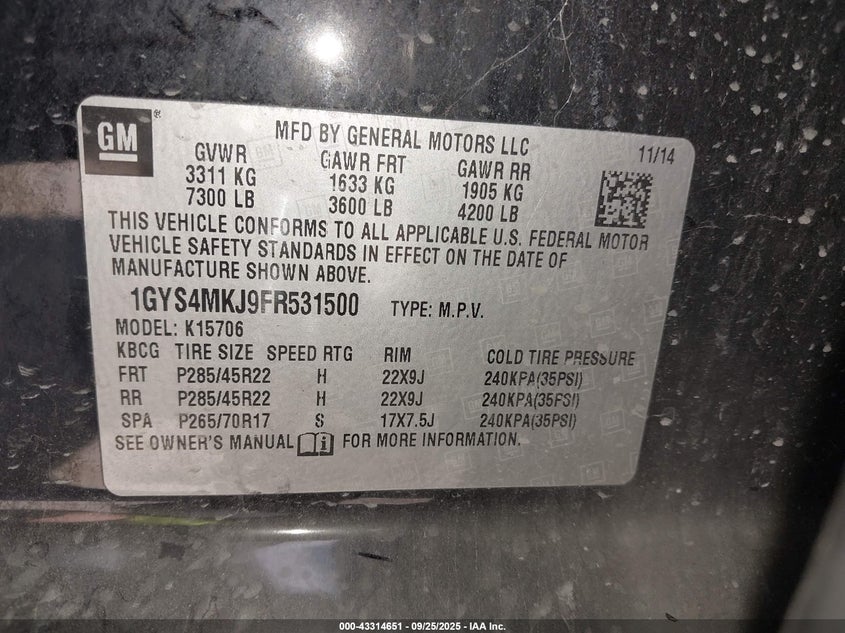 GM®
MFD BY GENERAL MOTORS LLC
11/14
GVWR GAWR FRT GAWR RR
3311 KG 1633 KG 1905 KG
7300 LB 3600 LB 4200 LB
THIS VEHICLE CONFORMS TO ALL APPLICABLE U.S. FEDERAL MOTOR
VEHICLE SAFETY STANDARDS IN EFFECT ON THE DATE OF
MANUFACTURE SHOWN ABOVE.
1GYS4MKJ9FR531500 TYPE: M.P.V.
MODEL: K15706
KBCG TIRE SIZE SPEED RTG RIM COLD TIRE PRESSURE
FRT P285/45R22 H 22X9J 240KPA(35PSI)
RR P285/45R22 H 22X9J 240KPA(35PSI)
SPA P265/70R17 S 17X7.5J 240KPA(35PSI)
SEE OWNER'S MANUAL i FOR MORE INFORMATION.
000-43314651 - 09/25/2025 - IAA Inc.